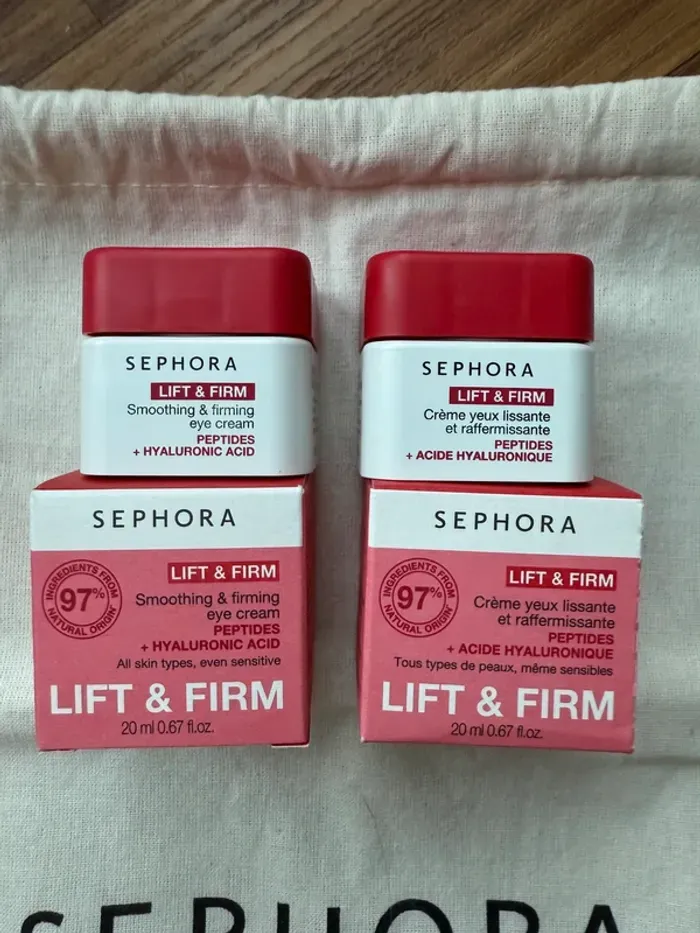 SEPHORA
LIFT & FIRM
Smoothing & firming
eye cream
PEPTIDES
+ HYALURONIC ACID
SEPHORA
LIFT & FIRM
Crème yeux lissante
et raffermissante
PEPTIDES
+ ACIDE HYALURONIQUE
SEPHORA
INGREDIENTS FROM
97%
NATURAL ORIGIN*
LIFT & FIRM
Smoothing & firming
eye cream
PEPTIDES
+ HYALURONIC ACID
All skin types, even sensitive
LIFT & FIRM
20 ml 0.67 fl.oz.
SEPHORA
INGREDIENTS FROM
97%
NATURAL ORIGIN*
LIFT & FIRM
Crème yeux lissante
et raffermissante
PEPTIDES
+ ACIDE HYALURONIQUE
Tous types de peaux, même sensibles
LIFT & FIRM
20 ml 0.67 fl.oz.
SEPHORA